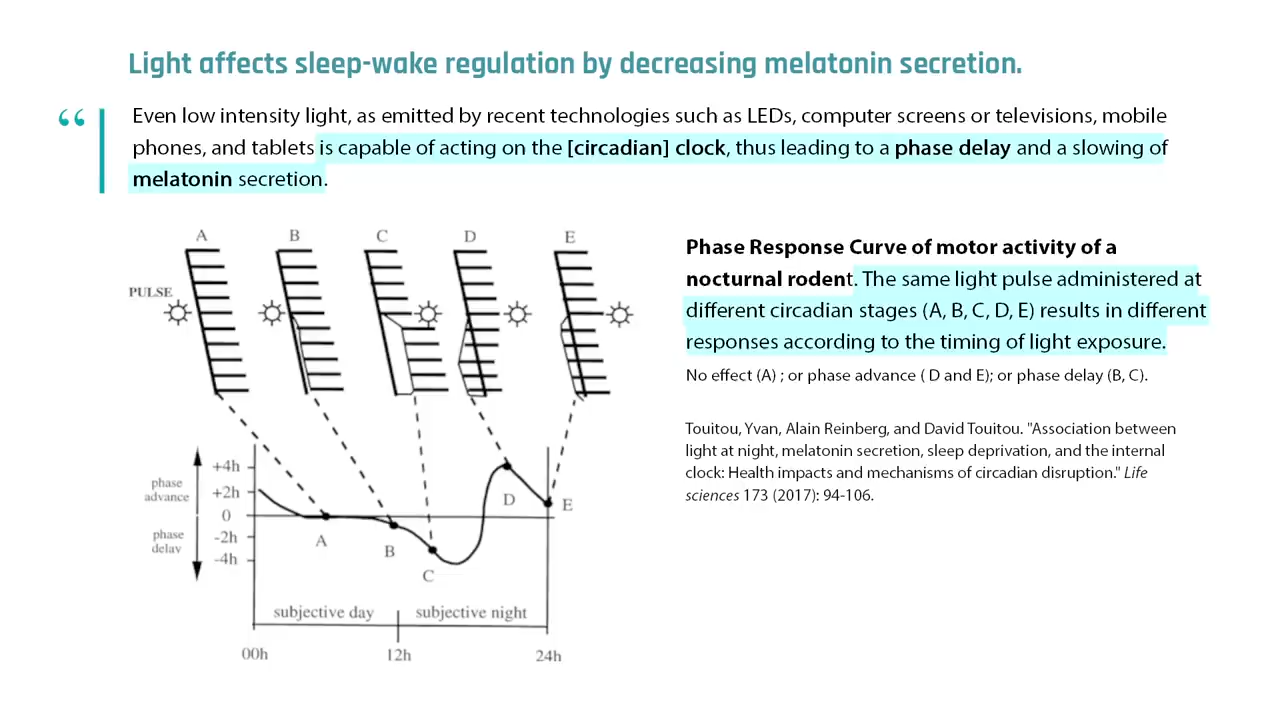 Light affects sleep-wake regulation by decreasing melatonin secretion.
“
Even low intensity light, as emitted by recent technologies such as LEDs, computer screens or televisions, mobile
phones, and tablets is capable of acting on the [circadian] clock, thus leading to a phase delay and a slowing of
melatonin secretion.
A B C D E
PULSE
Phase Response Curve of motor activity of a
nocturnal rodent. The same light pulse administered at
different circadian stages (A, B, C, D, E) results in different
responses according to the timing of light exposure.
No effect (A) ; or phase advance ( D and E); or phase delay (B, C).
Touitou, Yvan, Alain Reinberg, and David Touitou. "Association between
light at night, melatonin secretion, sleep deprivation, and the internal
clock: Health impacts and mechanisms of circadian disruption." Life
sciences 173 (2017): 94-106.
phase
advance
phase
delay
+4h
+2h
0
-2h
-4h
A
B
C
D
E
subjective day
subjective night
00h
12h
24h